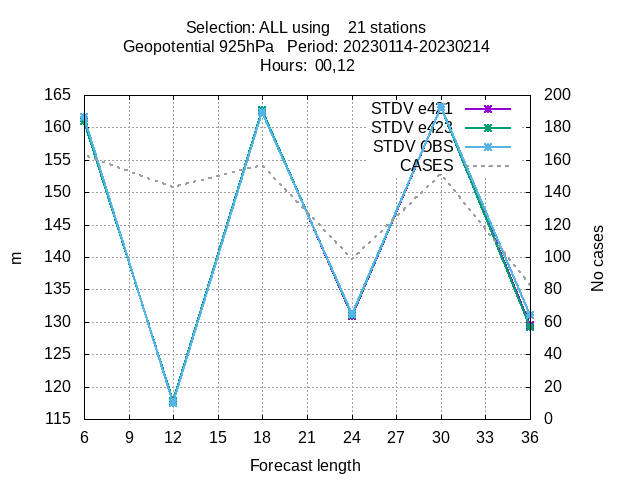 Selection: ALL using    21 stations
Geopotential 925hPa   Period: 20230114-20230214
Hours:  00,12
STDV e421
STDV e423
STDV OBS
CASES
165 200
160 180
155 160
150 140
145 120
140 100
135 80
130 60
125 40
120 20
115 0
m
No cases
6 9 12 15 18 21 24 27 30 33 36
Forecast length